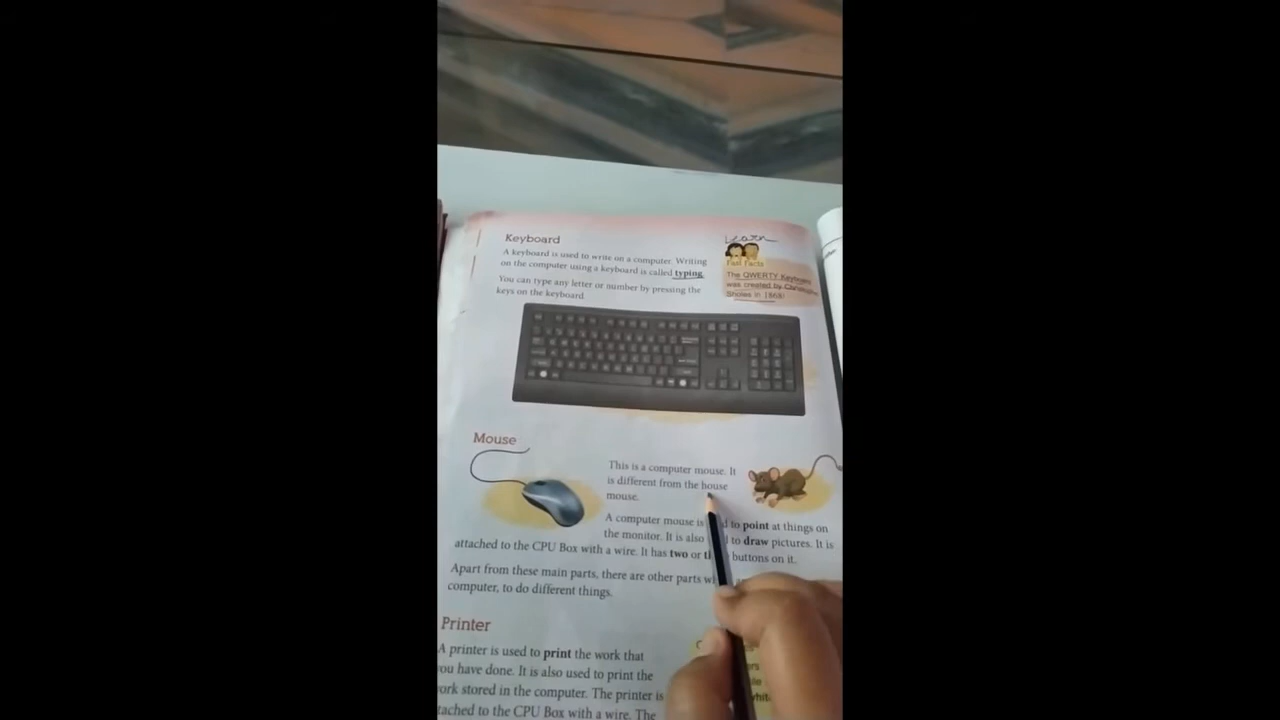 Keyboard
A keyboard is used to write on a computer. Writing
on the computer using a keyboard is called typing.
You can type any letter or number by pressing the
keys on the keyboard.
Learn
Fast Facts
The QWERTY Keyboard
was created by
Sholes in 1868!
Mouse
This is a computer mouse. It
is different from the house
mouse.
A computer mouse is to point at things on
the monitor. It is also to draw pictures. It is
attached to the CPU Box with a wire. It has two or buttons on it.
Apart from these main parts, there are other parts
computer, to do different things.
Printer
A printer is used to print the work that
you have done. It is also used to print the
work stored in the computer. The printer is
attached to the CPU Box with a wire. The